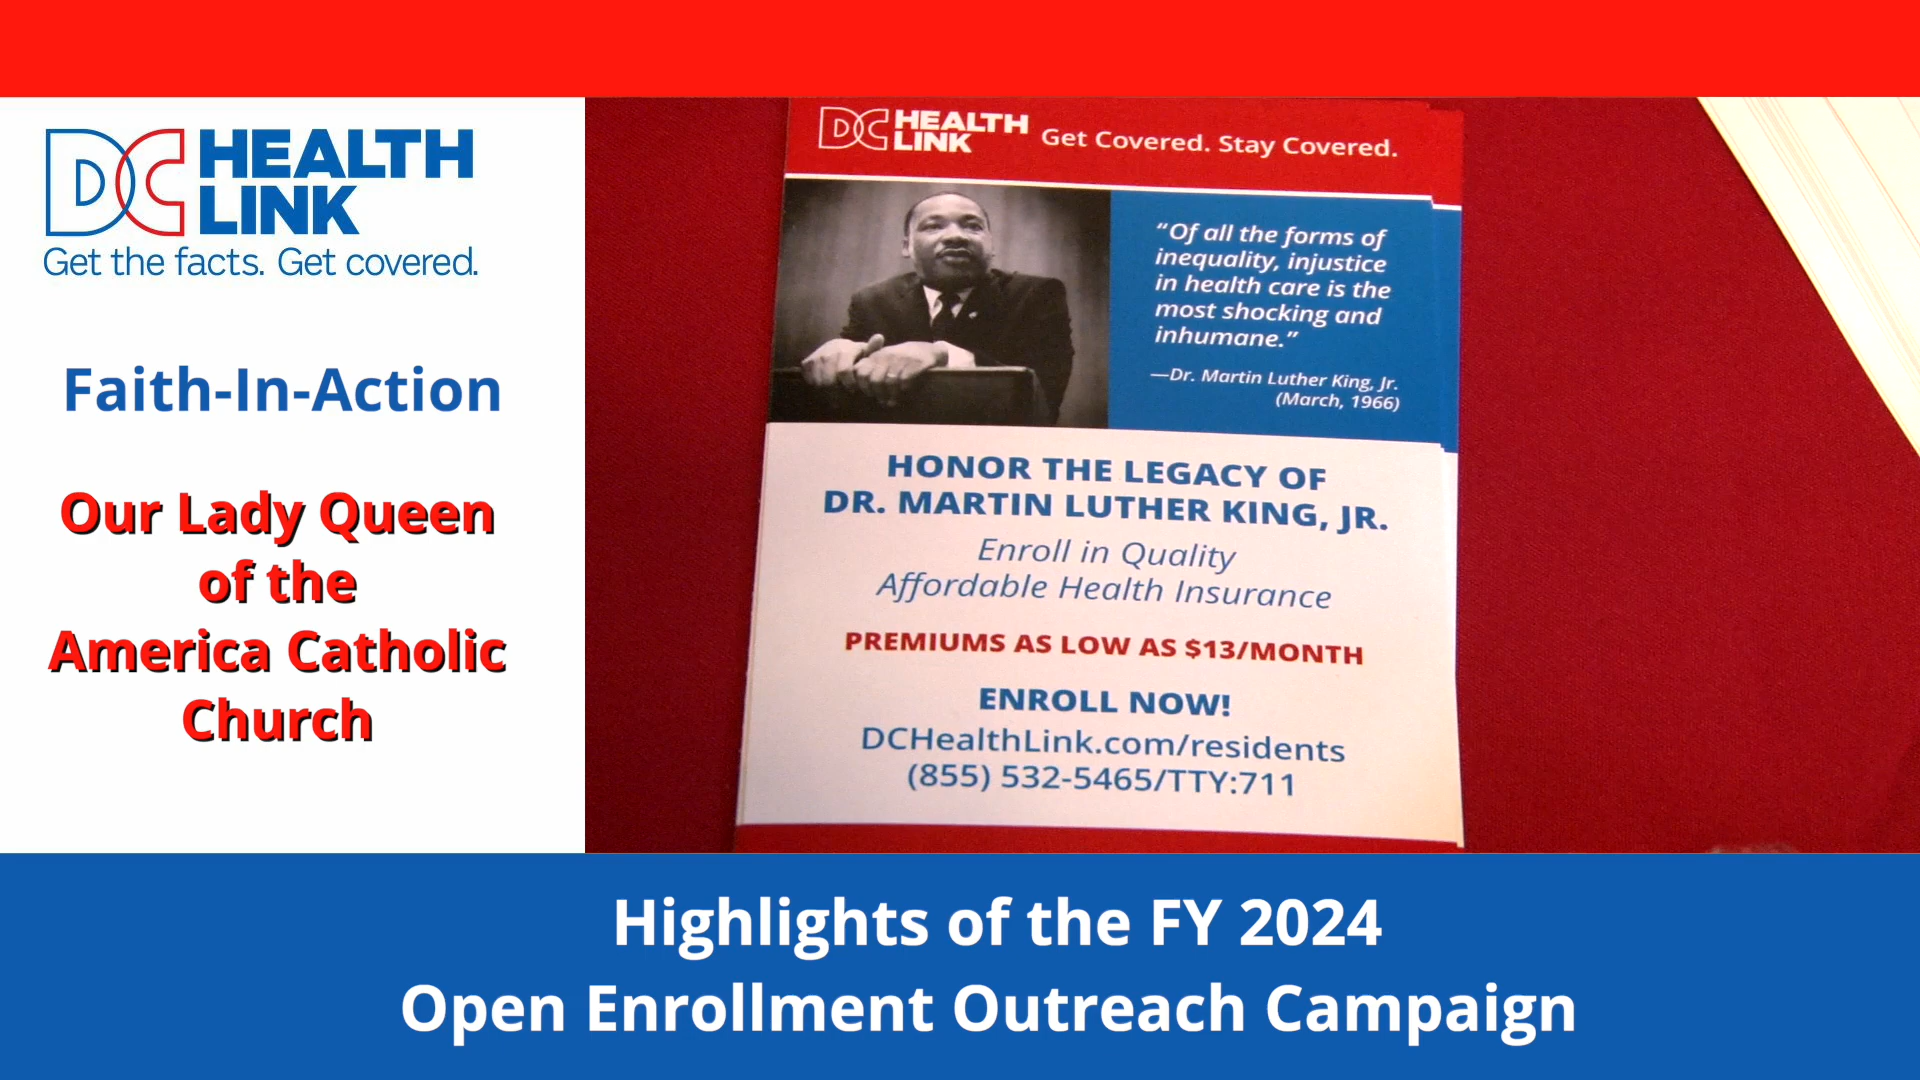 DC HEALTH
LINK
Get the facts. Get covered.
Faith-In-Action
Our Lady Queen
of the
America Catholic
Church
DC HEALTH
LINK
Get Covered. Stay Covered.
“Of all the forms of
inequality, injustice
in health care is the
most shocking and
inhumane.”
—Dr. Martin Luther King, Jr.
(March, 1966)
HONOR THE LEGACY OF
DR. MARTIN LUTHER KING, JR.
Enroll in Quality
Affordable Health Insurance
PREMIUMS AS LOW AS $13/MONTH
ENROLL NOW!
DCHealthLink.com/residents
(855) 532-5465/TTY:711
Highlights of the FY 2024
Open Enrollment Outreach Campaign